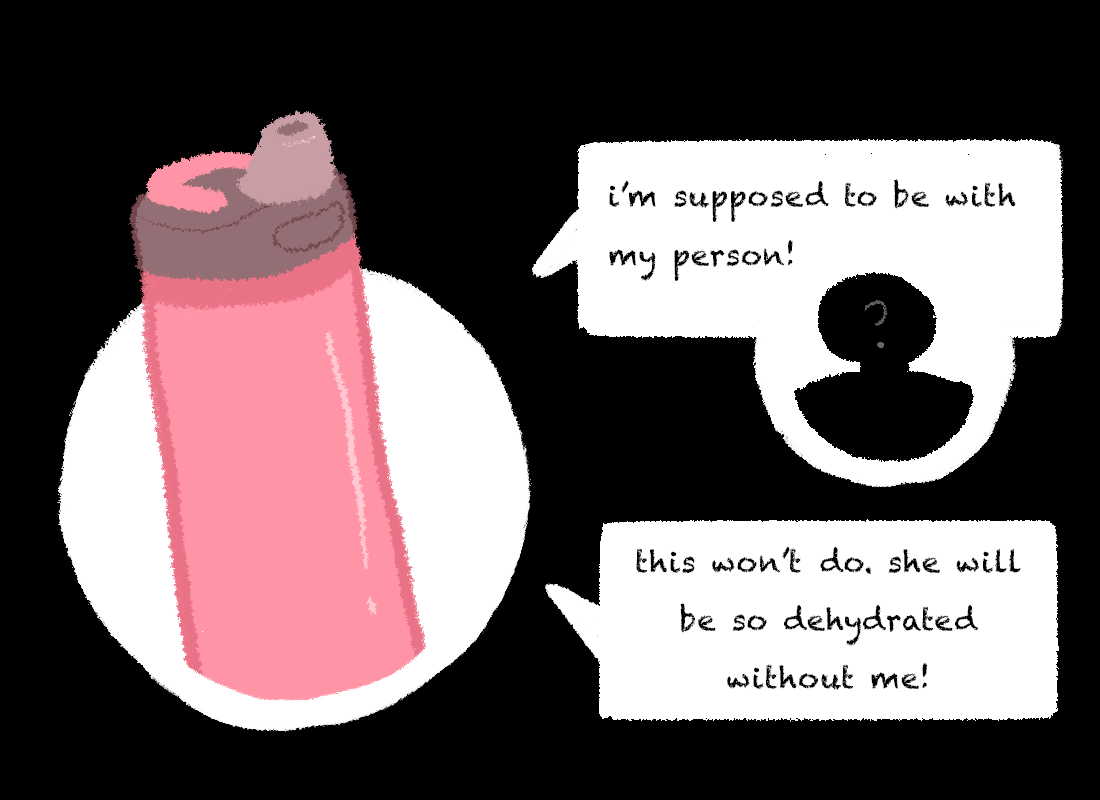 i'm supposed to be with
my person!
?
this won't do. she will
be so dehydrated
without me!